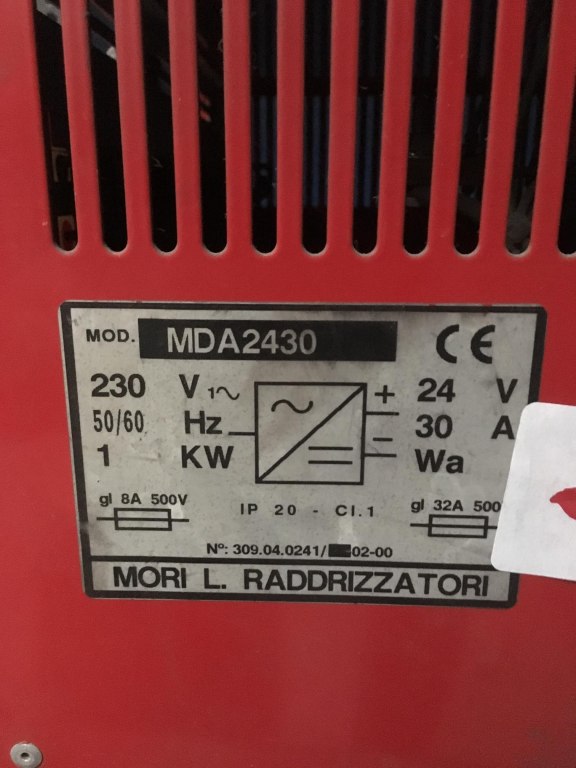 MOD. MDA2430 CE
230 V 1~ + 24 V
50/60 Hz - 30 A
1 KW Wa
gl 8A 500V
IP 20 - Cl.1
gl 32A 500
Nº: 309.04.0241/ 02-00
MORI L. RADDRIZZATORI